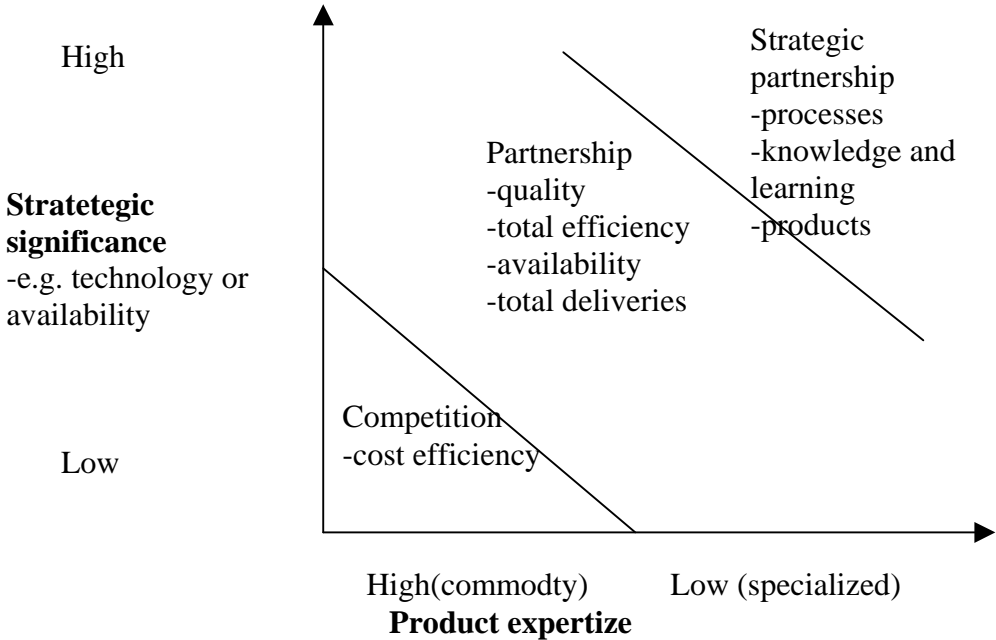 High
Stratetegic
significance
-e.g. technology or
availability
Low
Partnership
-quality
-total efficiency
-availability
-total deliveries
Strategic
partnership
-processes
-knowledge and
learning
-products
Competition
-cost efficiency
High(commodty)
Low (specialized)
Product expertize